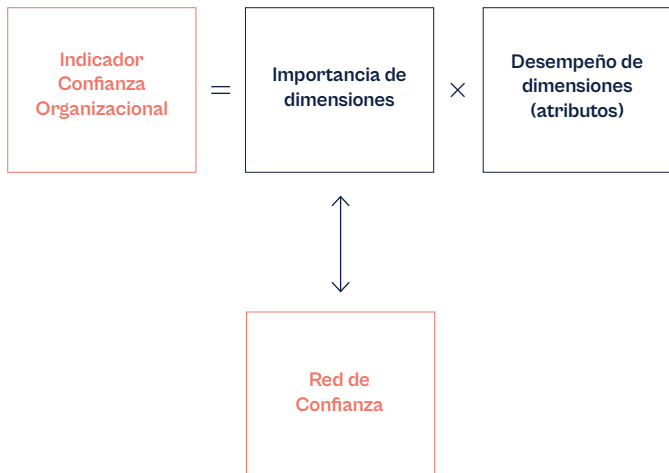 Indicador
Confianza
Organizacional
=
Importancia de
dimensiones
×
Desempeño de
dimensiones
(atributos)
Red de
Confianza